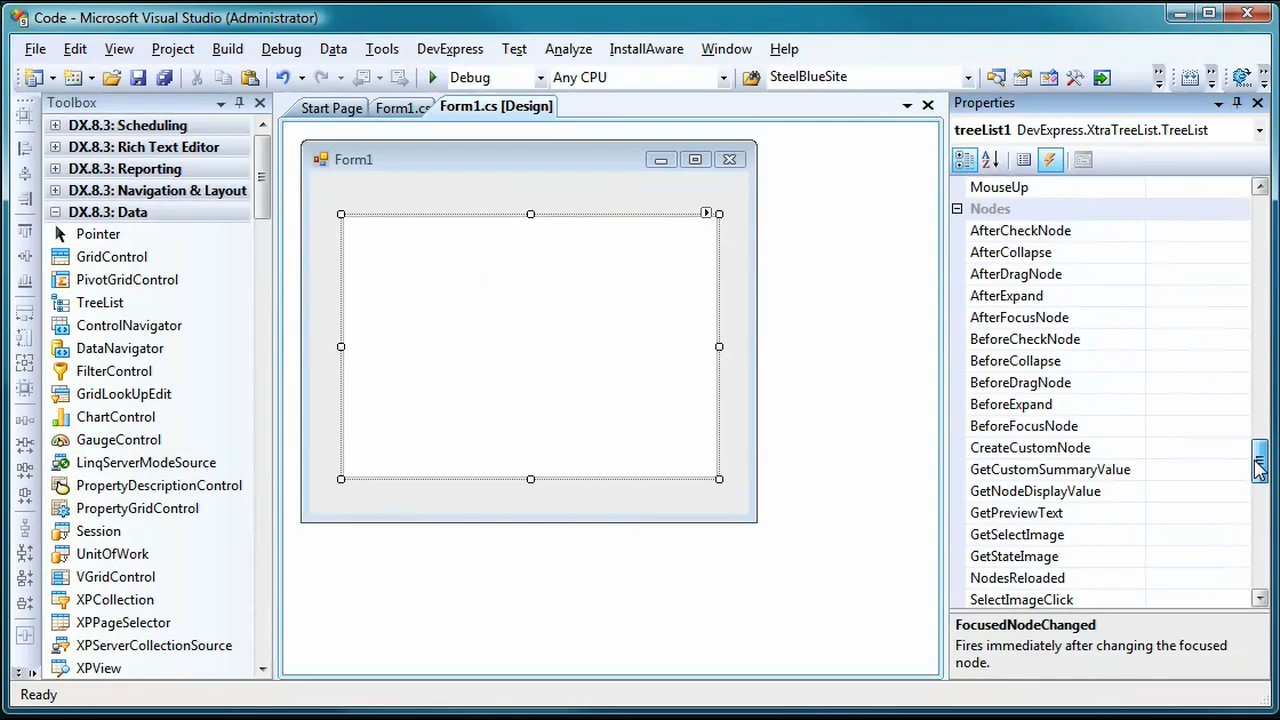 Code - Microsoft Visual Studio (Administrator)
File Edit View Project Build Debug Data Tools DevExpress Test Analyze InstallAware Window Help
Debug Any CPU SteelBlueSite
Toolbox
DX.8.3: Scheduling
DX.8.3: Rich Text Editor
DX.8.3: Reporting
DX.8.3: Navigation & Layout
DX.8.3: Data
Pointer
GridControl
PivotGridControl
TreeList
ControlNavigator
DataNavigator
FilterControl
GridLookUpEdit
ChartControl
GaugeControl
LinqServerModeSource
PropertyDescriptionControl
PropertyGridControl
Session
UnitOfWork
VGridControl
XPCollection
XPPageSelector
XPServerCollectionSource
XPView
Start Page Form1.cs Form1.cs [Design]
Form1
Properties
treeList1 DevExpress.XtraTreeList.TreeList
MouseUp
Nodes
AfterCheckNode
AfterCollapse
AfterDragNode
AfterExpand
AfterFocusNode
BeforeCheckNode
BeforeCollapse
BeforeDragNode
BeforeExpand
BeforeFocusNode
CreateCustomNode
GetCustomSummaryValue
GetNodeDisplayValue
GetPreviewText
GetSelectImage
GetStateImage
NodesReloaded
SelectImageClick
FocusedNodeChanged
Fires immediately after changing the focused
node.
Ready